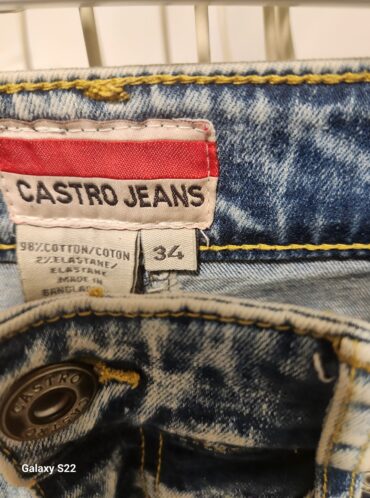 CASTRO JEANS
98%COTTON/COTON
2%ELASTANE/
ELASTANE
MADE IN
34
CASTRO
Galaxy S22